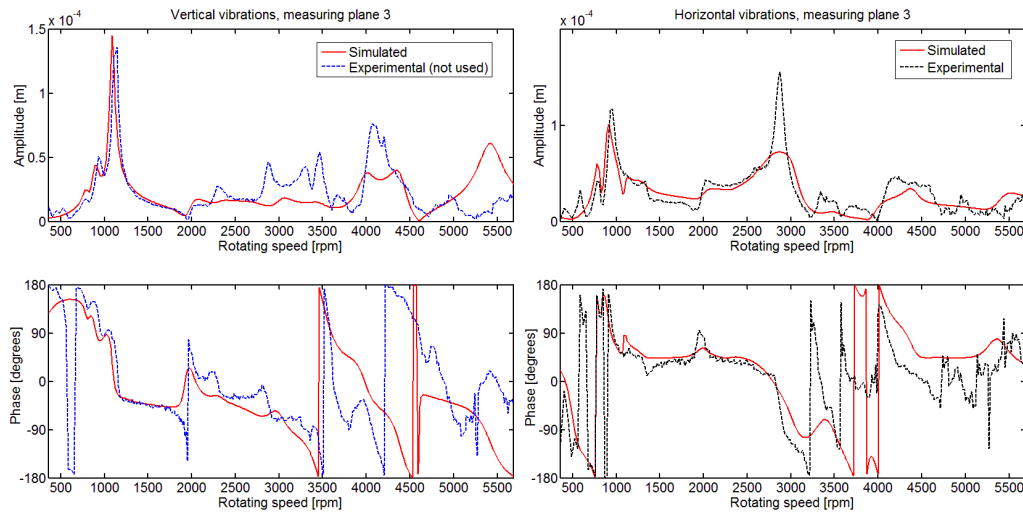 Vertical vibrations, measuring plane 3
x 10^-4
1.5
1
0.5
0
Amplitude [m]
Simulated
Experimental (not used)
500 1000 1500 2000 2500 3000 3500 4000 4500 5000 5500
Rotating speed [rpm]
Horizontal vibrations, measuring plane 3
x 10^-4
1
0
Amplitude [m]
Simulated
Experimental
500 1000 1500 2000 2500 3000 3500 4000 4500 5000 5500
Rotating speed [rpm]
180
90
0
-90
-180
Phase [degrees]
500 1000 1500 2000 2500 3000 3500 4000 4500 5000 5500
Rotating speed [rpm]
180
90
0
-90
-180
Phase [degrees]
500 1000 1500 2000 2500 3000 3500 4000 4500 5000 5500
Rotating speed [rpm]